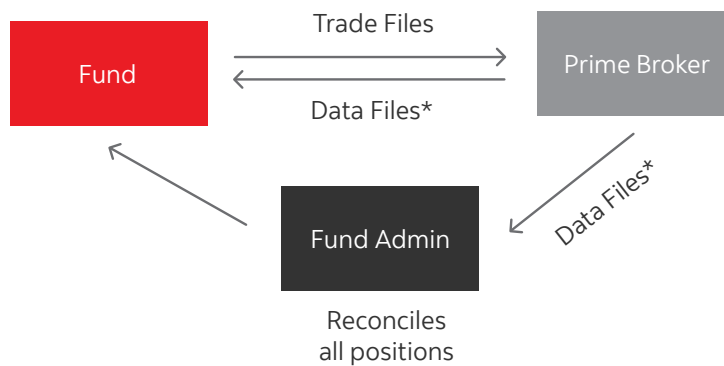 Trade Files
Fund
Prime Broker
Data Files*
Data Files*
Fund Admin
Reconciles
all positions